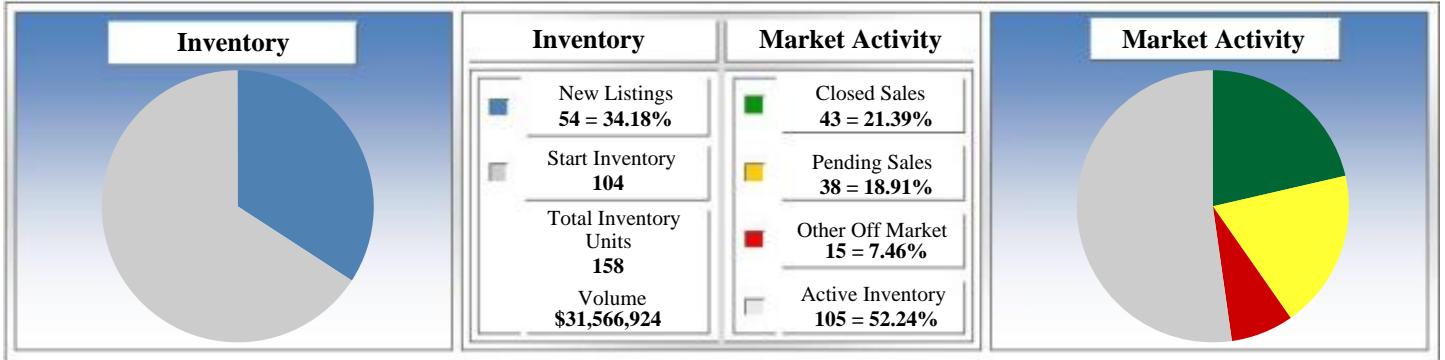 Inventory
Inventory
Market Activity
New Listings
54 = 34.18%
Start Inventory
104
Total Inventory
Units
158
Volume
$31,566,924
Closed Sales
43 = 21.39%
Pending Sales
38 = 18.91%
Other Off Market
15 = 7.46%
Active Inventory
105 = 52.24%
Market Activity